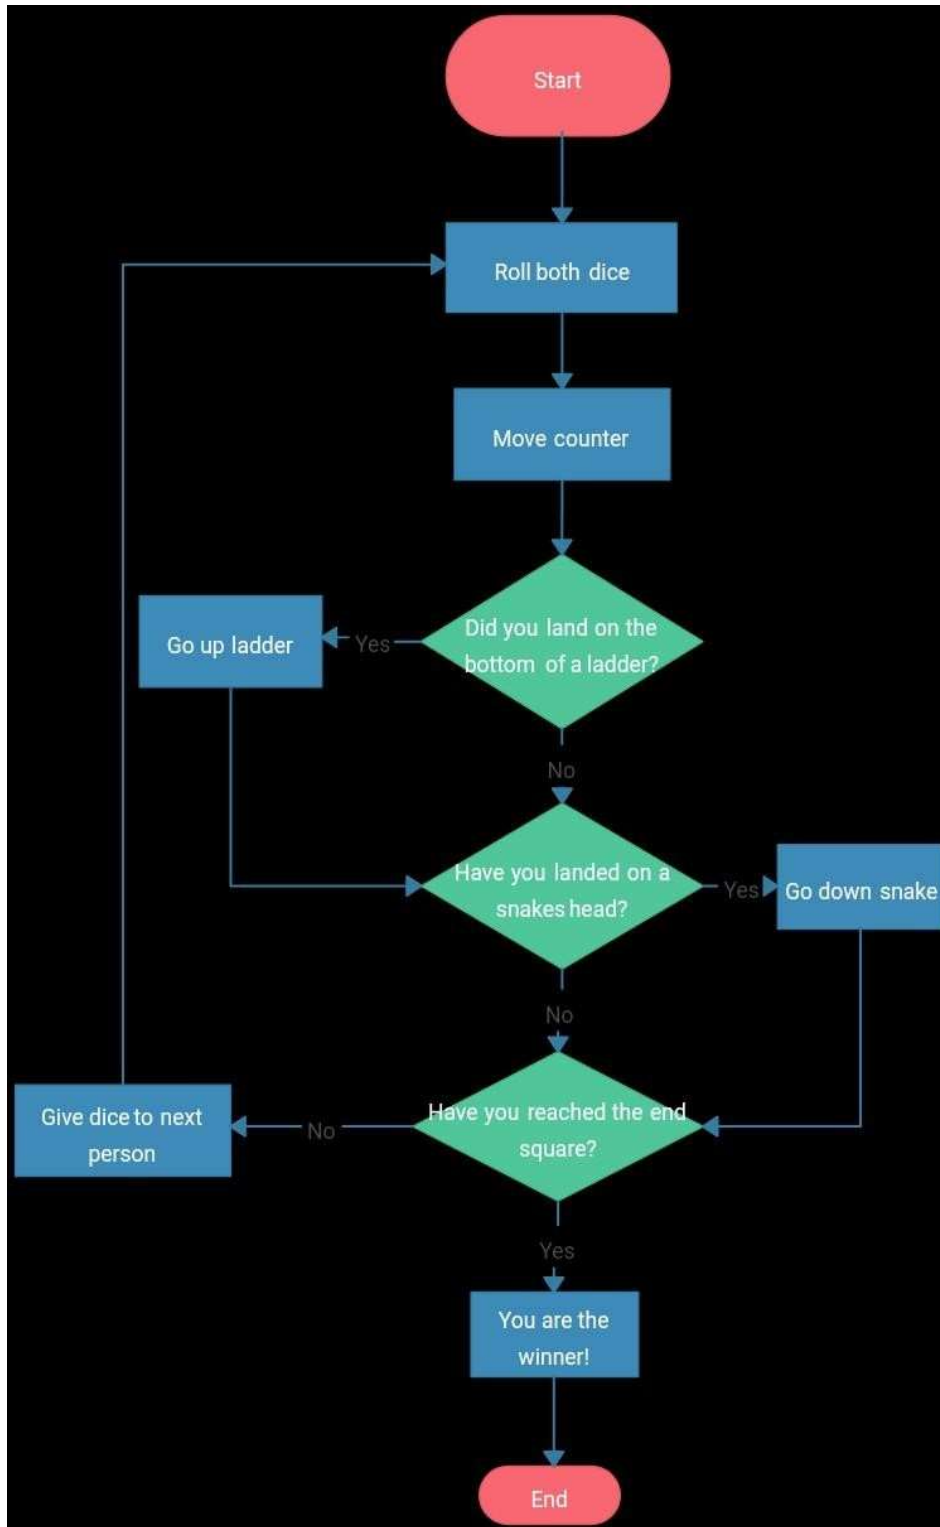 Start
Roll both dice
Move counter
Did you land on the
bottom of a ladder?
Yes
Go up ladder
No
Have you landed on a
snakes head?
Yes
Go down snake
No
Have you reached the end
square?
No
Give dice to next
person
Yes
You are the
winner!
End